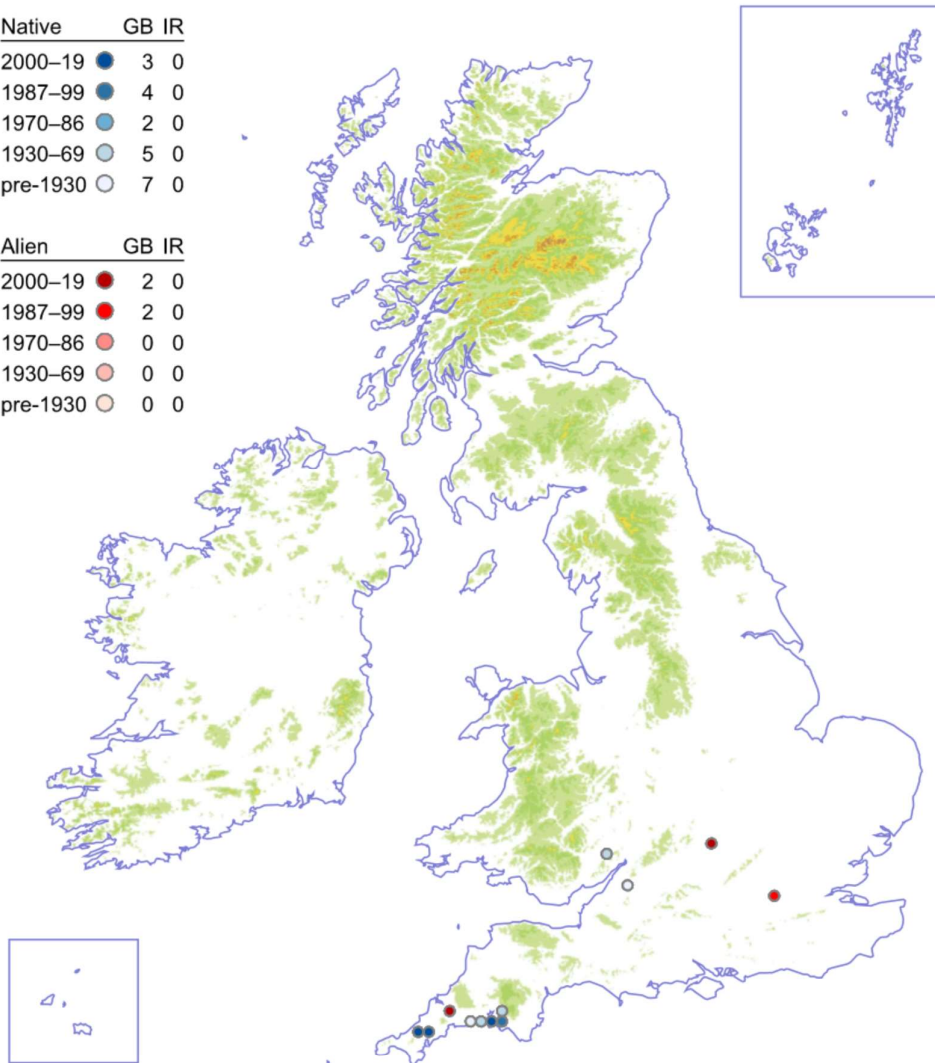 Native GB IR
2000–19 3 0
1987–99 4 0
1970–86 2 0
1930–69 5 0
pre-1930 7 0
Alien GB IR
2000–19 2 0
1987–99 2 0
1970–86 0 0
1930–69 0 0
pre-1930 0 0